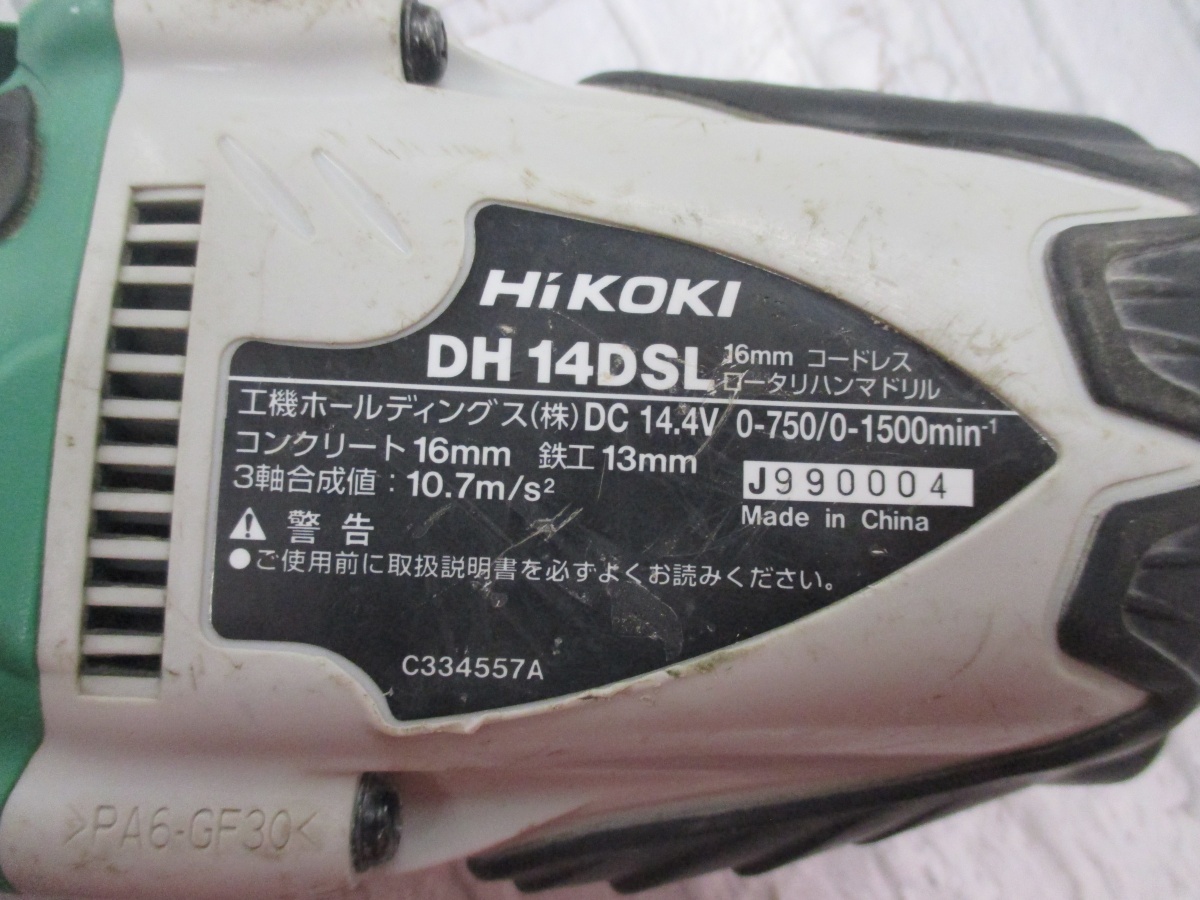 HiKOKI
DH 14DSL 16mm コードレス
ロータリハンマドリル
工機ホールディングス(株) DC 14.4V 0-750/0-1500min⁻¹
コンクリート 16mm 鉄工 13mm
J990004
3軸合成値：10.7m/s²
Made in China
警告
●ご使用前に取扱説明書を必ずよくお読みください。
C334557A
>PA6-GF30<